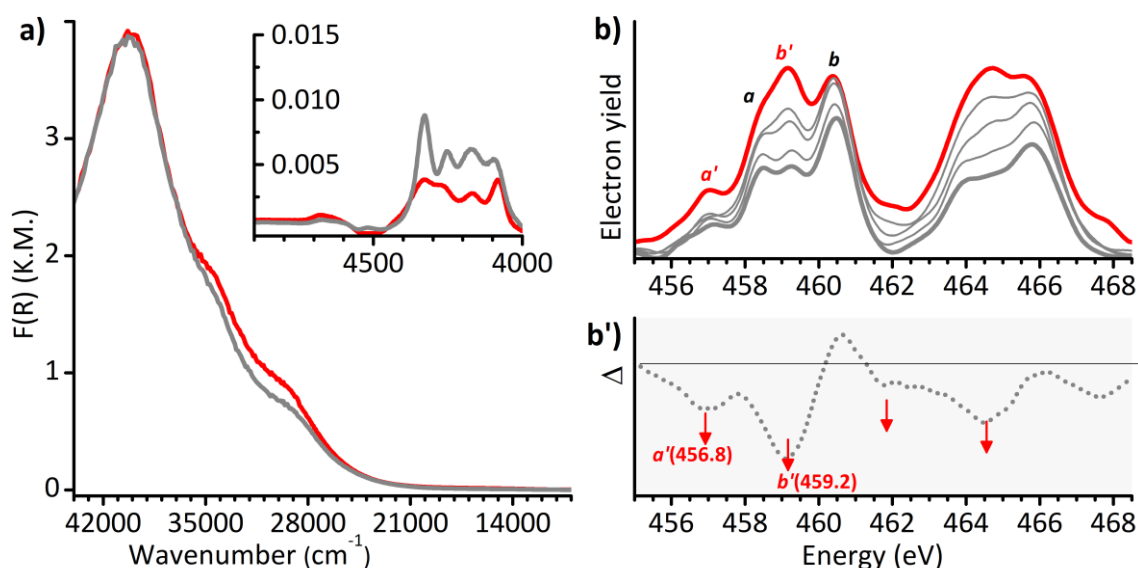 a)
F(R) (K.M.)
3
2
1
0
0.015
0.010
0.005
4500
4000
42000 35000 28000 21000 14000
Wavenumber (cm-1)
b)
Electron yield
a'
a
b'
b
456 458 460 462 464 466 468
b')
Δ
a'(456.8)
b'(459.2)
456 458 460 462 464 466 468
Energy (eV)